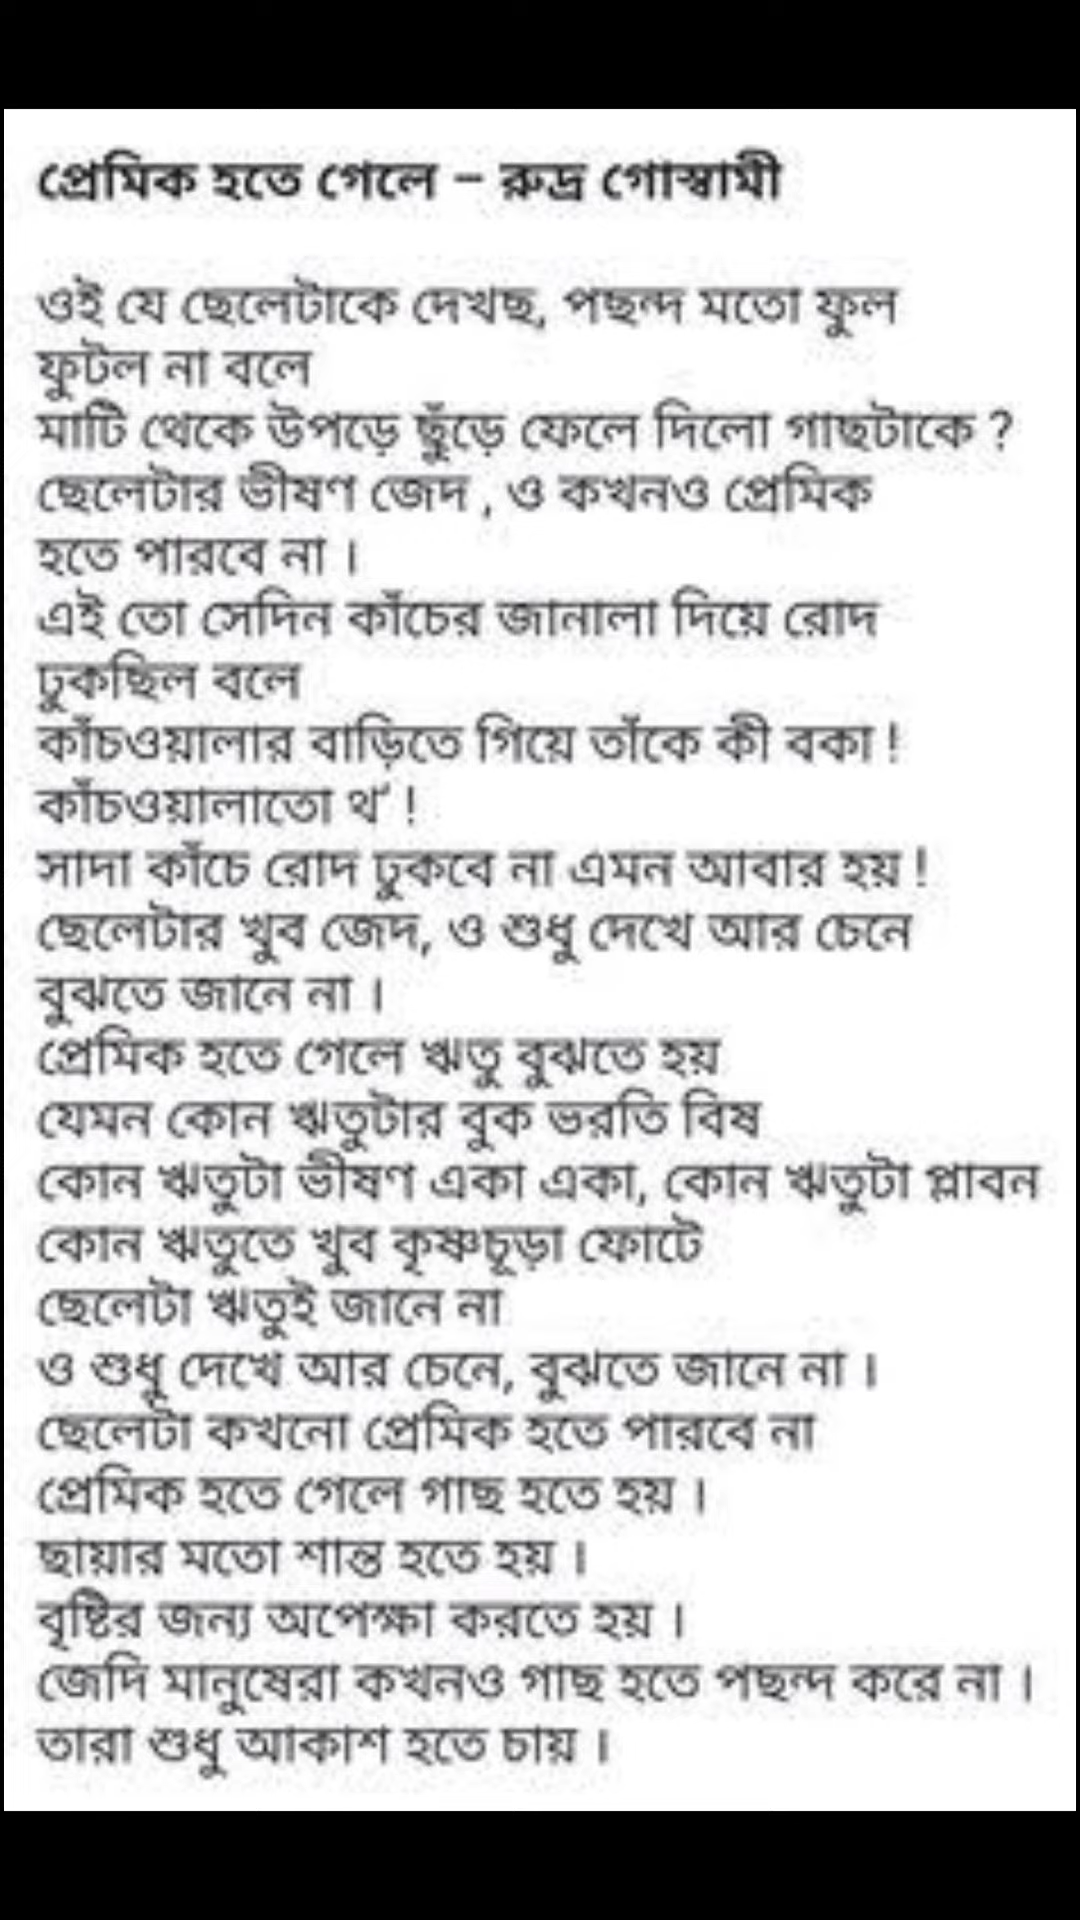 প্রেমিক হতে গেলে – রুদ্র গোস্বামী
ওই যে ছেলেটাকে দেখছ, পছন্দ মতো ফুল
ফুটল না বলে
মাটি থেকে উপড়ে ছুঁড়ে ফেলে দিলো গাছটাকে ?
ছেলেটার ভীষণ জেদ , ও কখনও প্রেমিক
হতে পারবে না ।
এই তো সেদিন কাঁচের জানালা দিয়ে রোদ
ঢুকছিল বলে
কাঁচওয়ালার বাড়িতে গিয়ে তাঁকে কী বকা !
কাঁচওয়ালাতো থ' !
সাদা কাঁচে রোদ ঢুকবে না এমন আবার হয় !
ছেলেটার খুব জেদ, ও শুধু দেখে আর চেনে
বুঝতে জানে না ।
প্রেমিক হতে গেলে ঋতু বুঝতে হয়
যেমন কোন ঋতুটার বুক ভরতি বিষ
কোন ঋতুটা ভীষণ একা একা, কোন ঋতুটা প্লাবন
কোন ঋতুতে খুব কৃষ্ণচূড়া ফোটে
ছেলেটা ঋতুই জানে না
ও শুধু দেখে আর চেনে, বুঝতে জানে না ।
ছেলেটা কখনো প্রেমিক হতে পারবে না
প্রেমিক হতে গেলে গাছ হতে হয় ।
ছায়ার মতো শান্ত হতে হয় ।
বৃষ্টির জন্য অপেক্ষা করতে হয় ।
জেদি মানুষেরা কখনও গাছ হতে পছন্দ করে না ।
তারা শুধু আকাশ হতে চায় ।